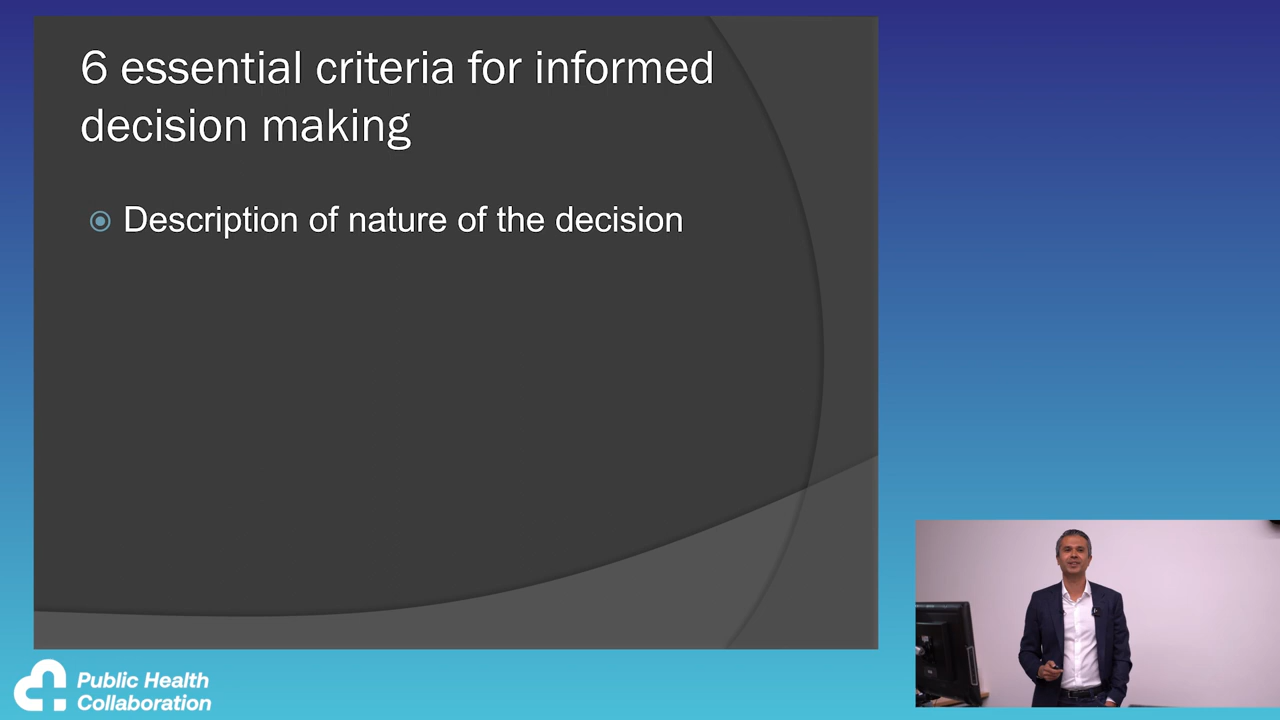 6 essential criteria for informed
decision making
Description of nature of the decision
Public Health
Collaboration